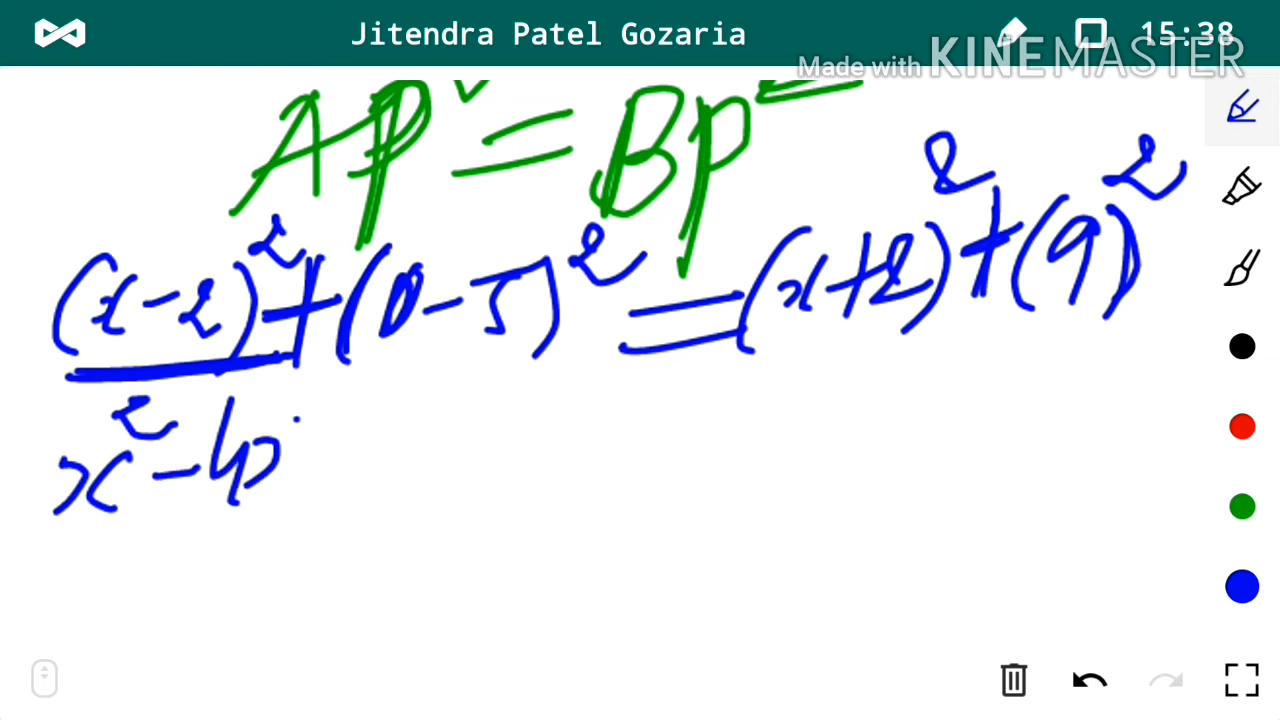 Jitendra Patel Gozaria
15:38
Made with KINEMASTER
AP² = BP²
(x-2)²+(0-5)² = (x+2)²+(9)²
x²-4x